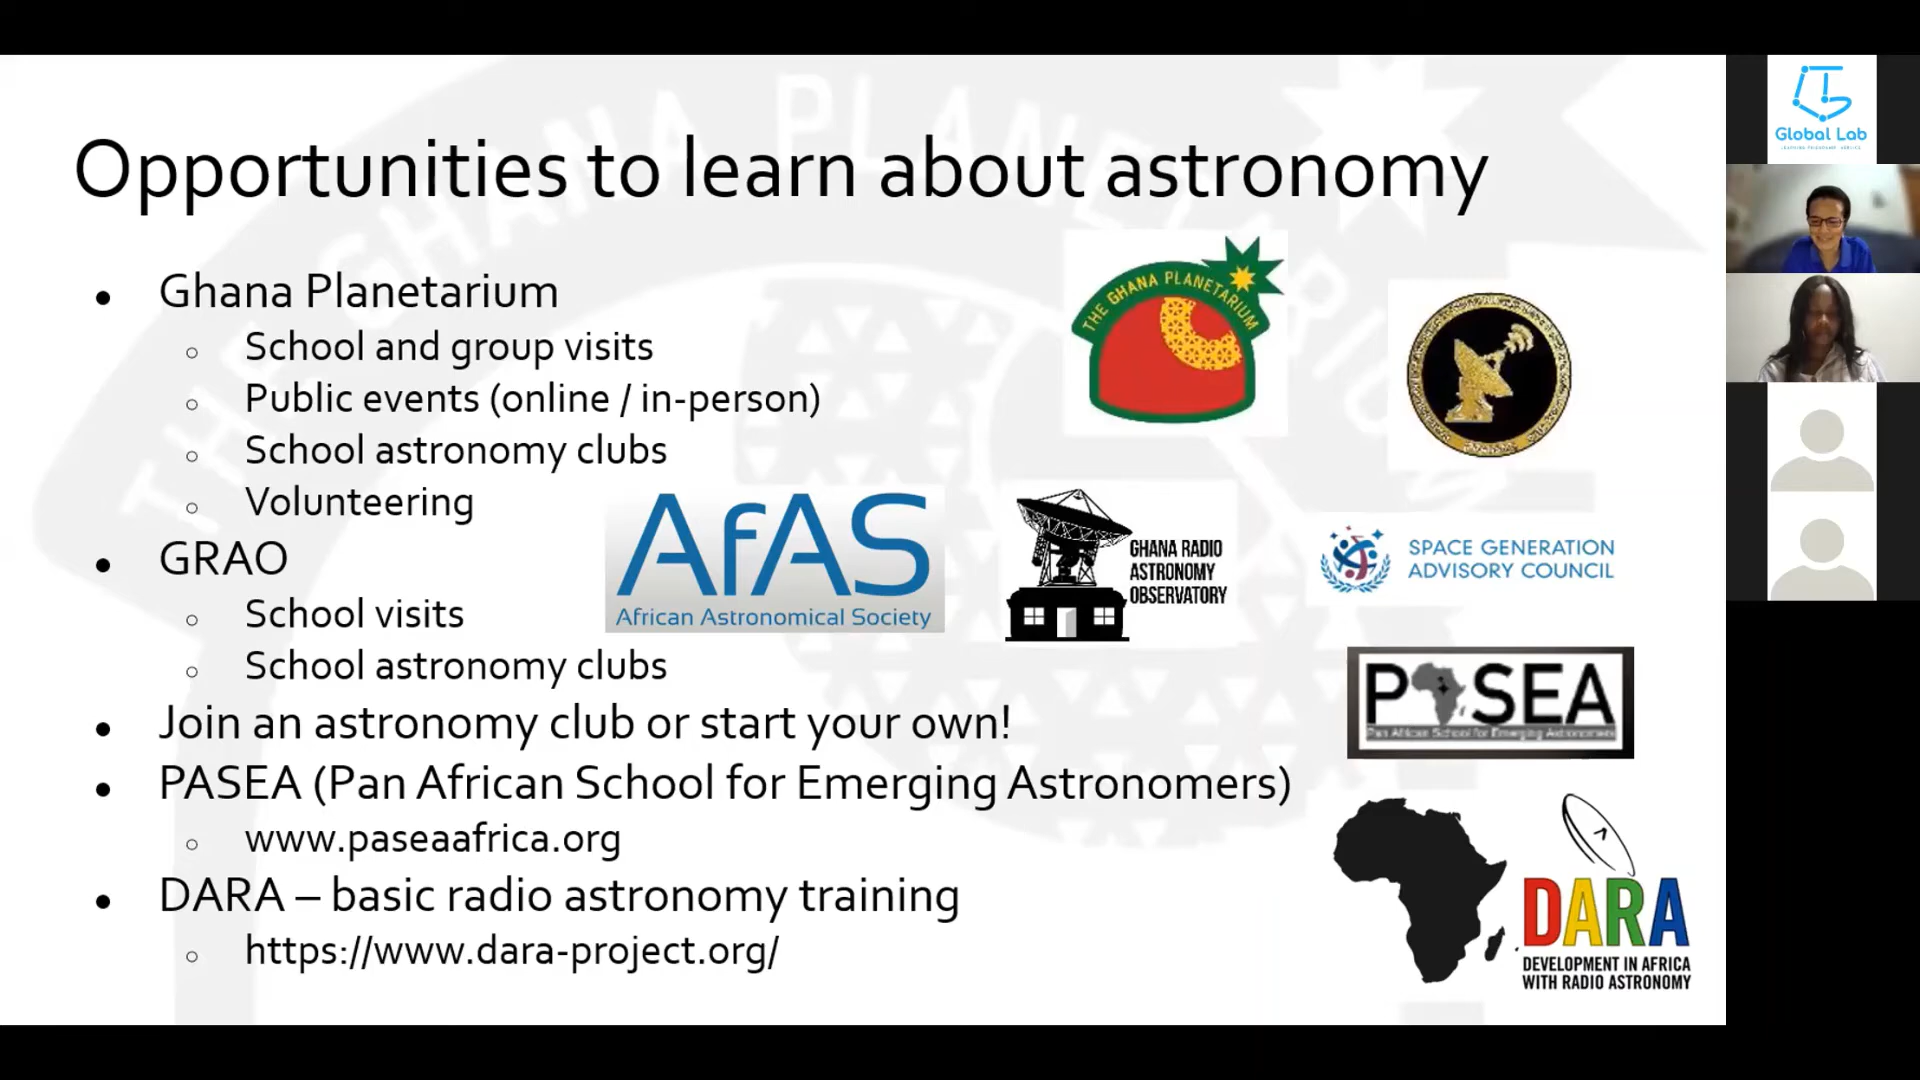 Opportunities to learn about astronomy
• Ghana Planetarium
○ School and group visits
○ Public events (online / in-person)
○ School astronomy clubs
○ Volunteering
• GRAO
○ School visits
○ School astronomy clubs
• Join an astronomy club or start your own!
• PASEA (Pan African School for Emerging Astronomers)
○ www.paseaafrica.org
• DARA – basic radio astronomy training
○ https://www.dara-project.org/
THE GHANA PLANETARIUM
AfAS
African Astronomical Society
GHANA RADIO
ASTRONOMY
OBSERVATORY
SPACE GENERATION
ADVISORY COUNCIL
PASEA
Pan African School for Emerging Astronomers
DARA
DEVELOPMENT IN AFRICA
WITH RADIO ASTRONOMY
THE GHANA PLANETARIUM
Global Lab